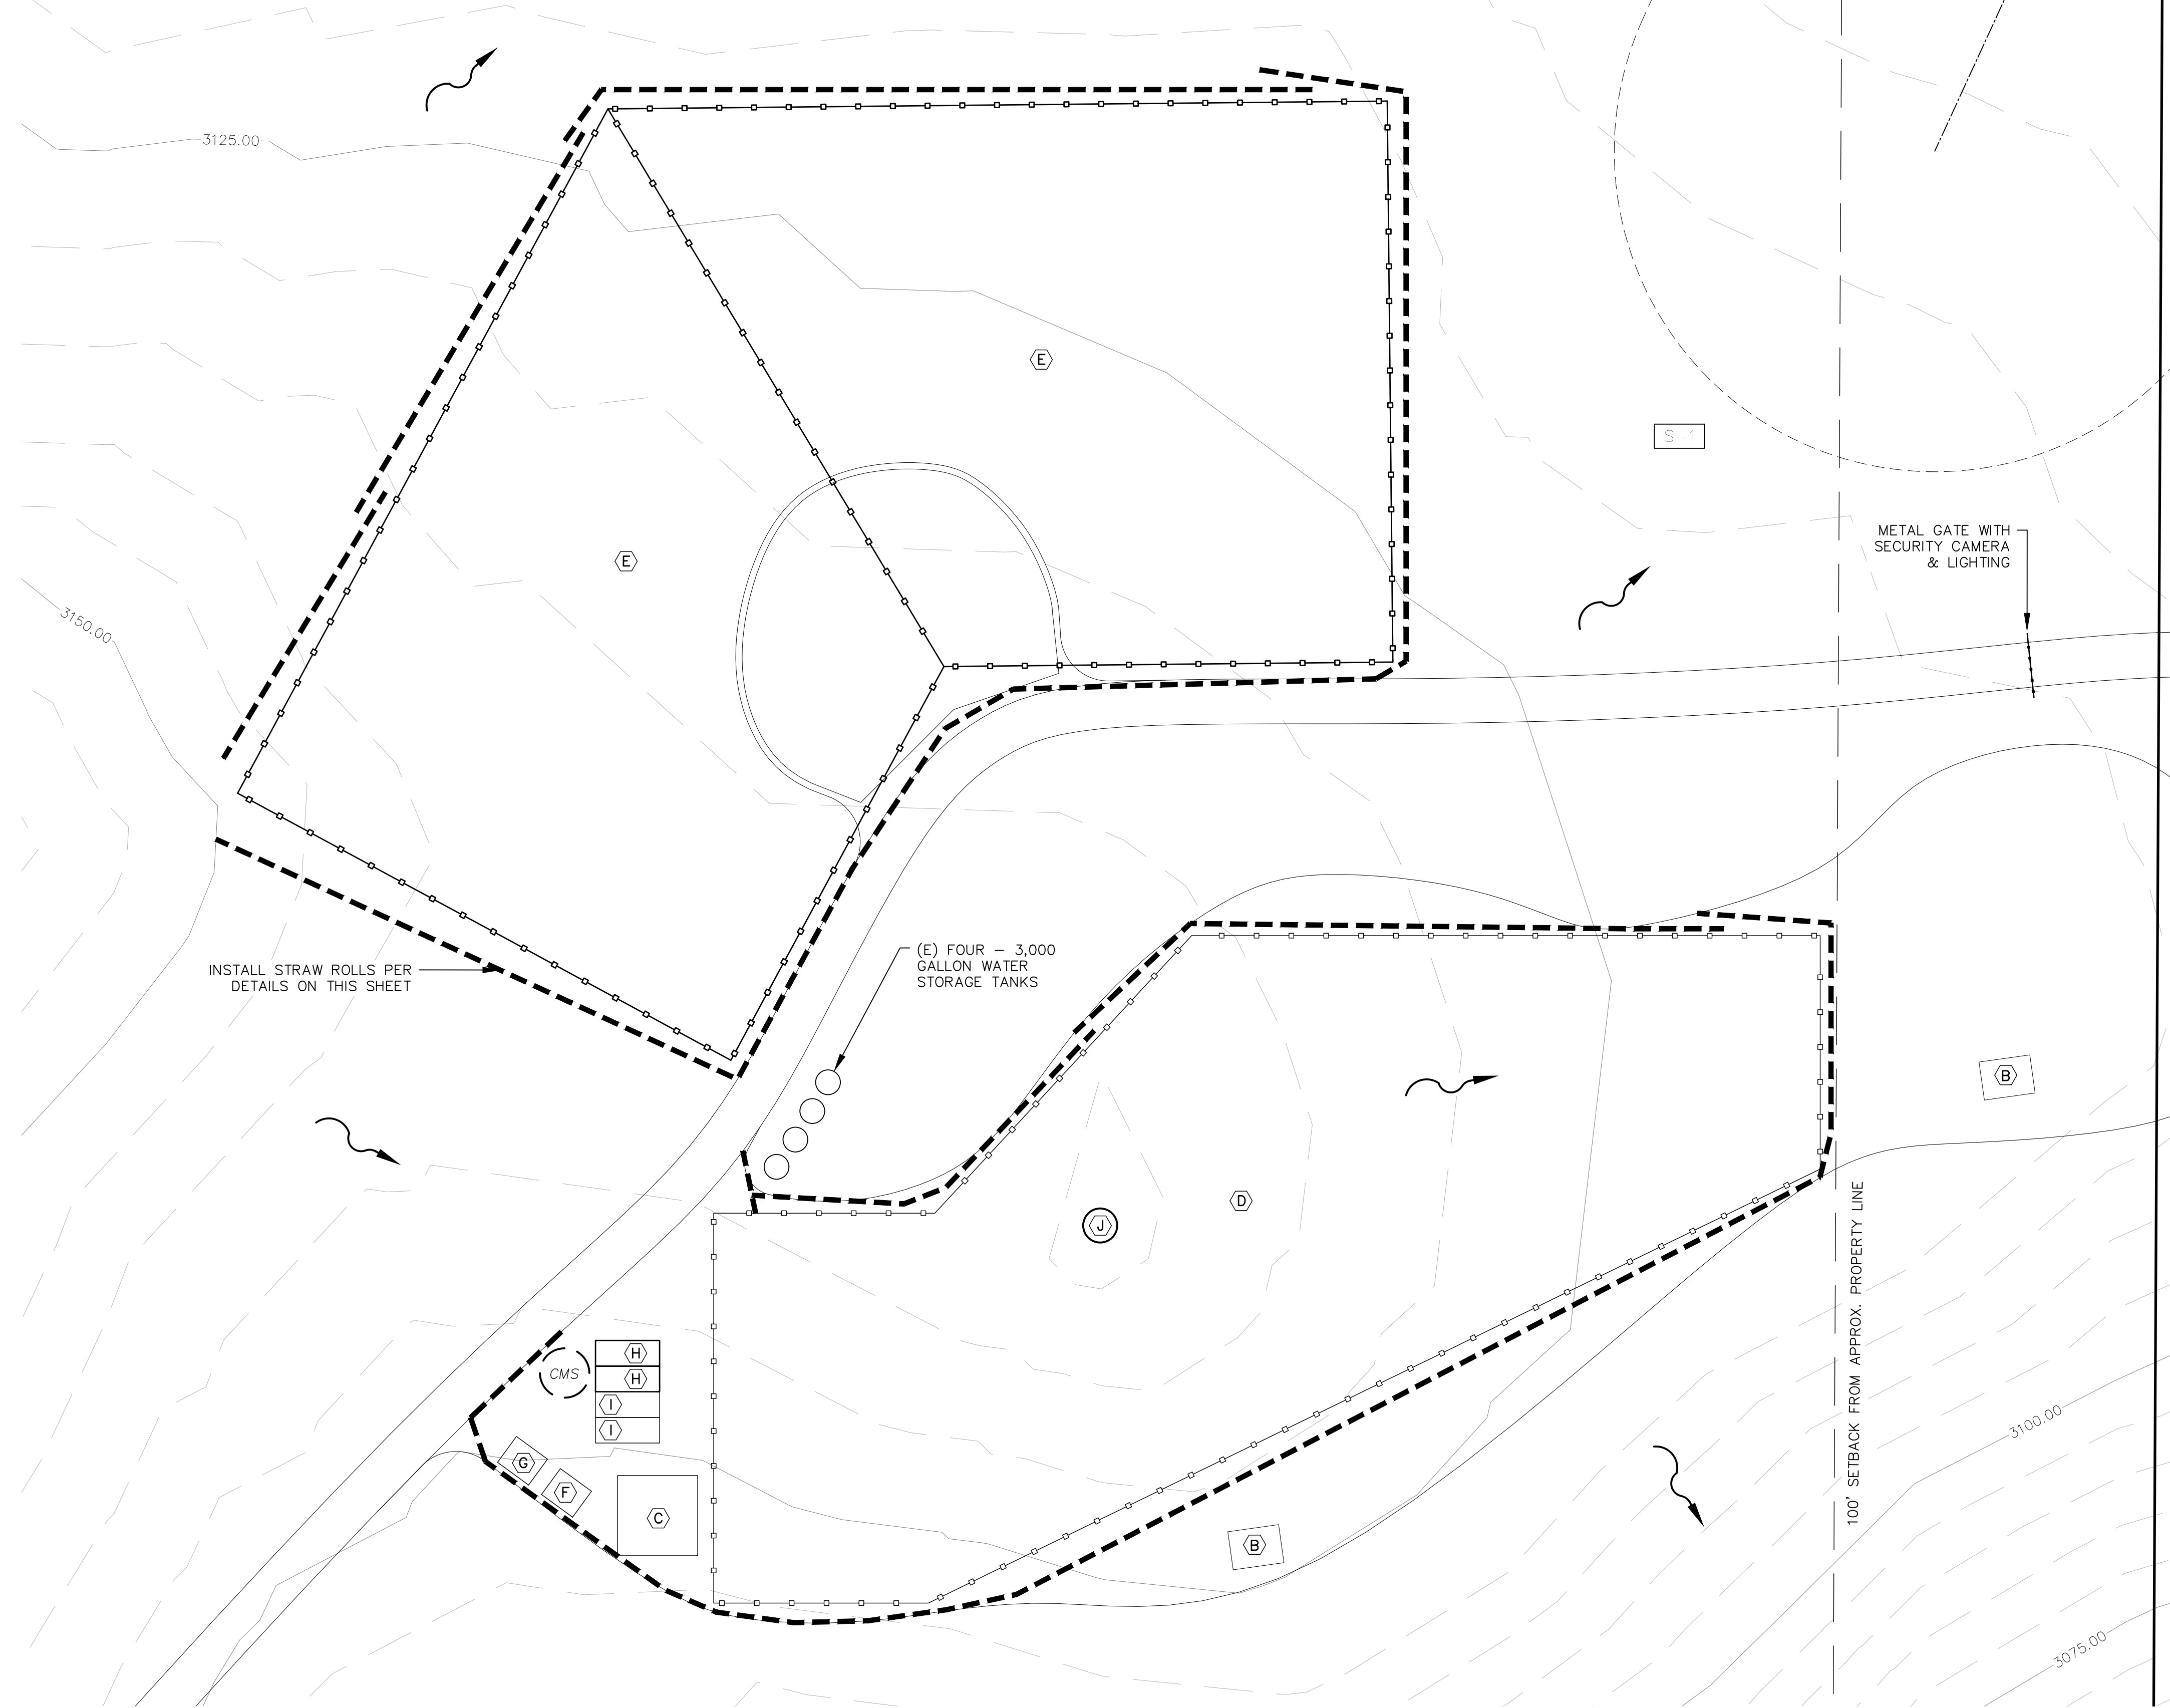 3125.00
E
S-1
METAL GATE WITH
SECURITY CAMERA
& LIGHTING
E
3150.00
(E) FOUR - 3,000
GALLON WATER
STORAGE TANKS
INSTALL STRAW ROLLS PER
DETAILS ON THIS SHEET
B
D
J
100' SETBACK FROM APPROX. PROPERTY LINE
H
CMS
H
I
I
3100.00
G
F
C
B
3075.00